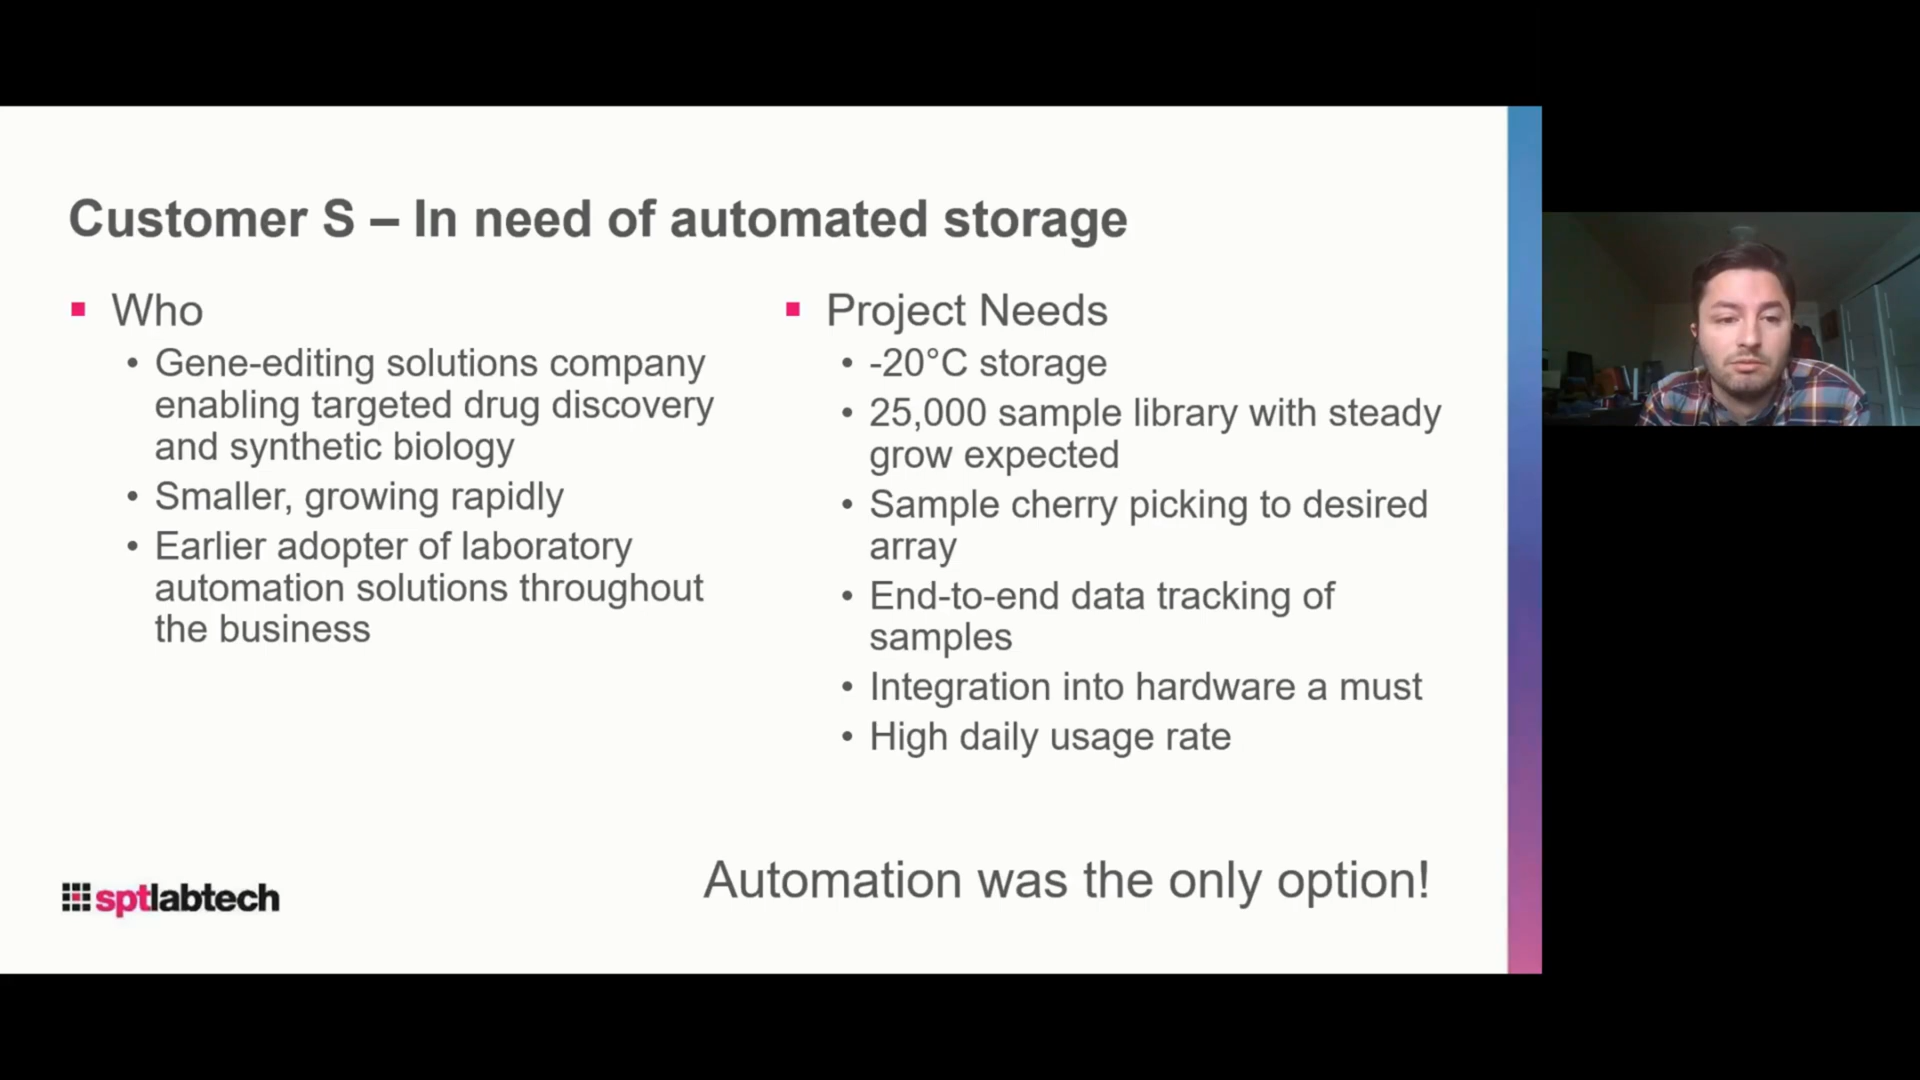 Customer S – In need of automated storage
Who
Gene-editing solutions company
enabling targeted drug discovery
and synthetic biology
Smaller, growing rapidly
Earlier adopter of laboratory
automation solutions throughout
the business
Project Needs
-20°C storage
25,000 sample library with steady
grow expected
Sample cherry picking to desired
array
End-to-end data tracking of
samples
Integration into hardware a must
High daily usage rate
Automation was the only option!
sptlabtech